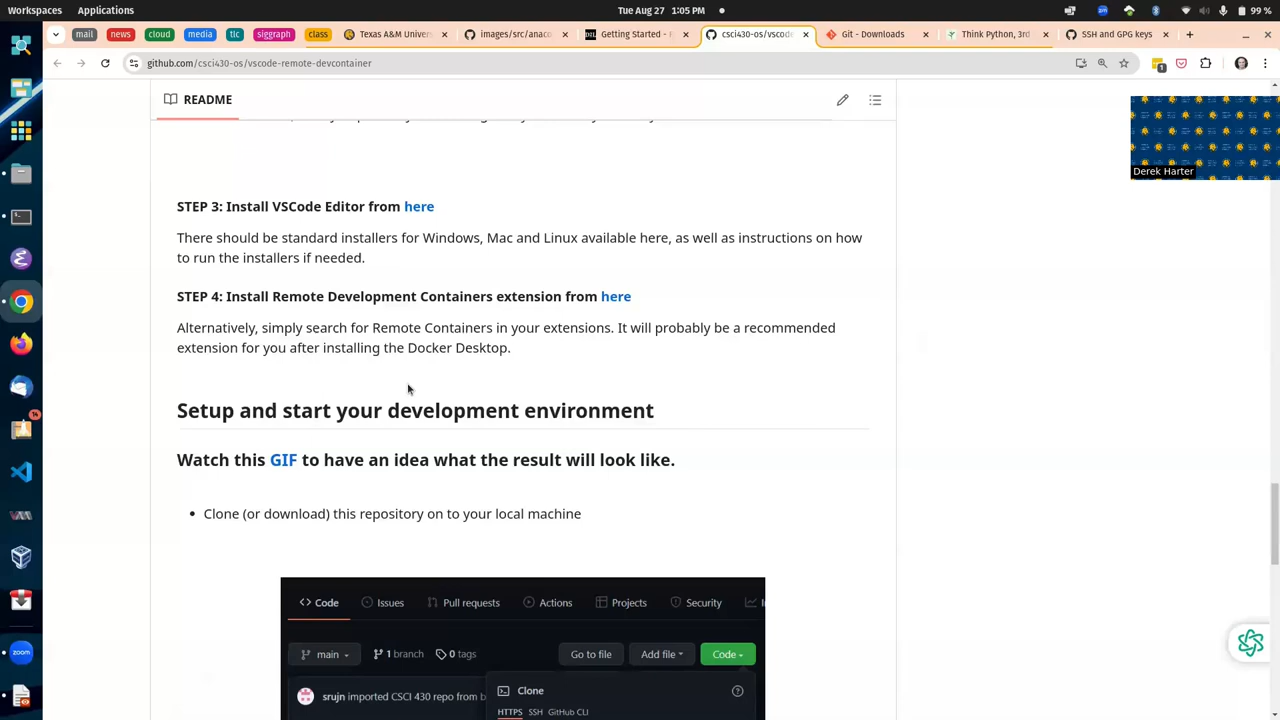 Workspaces Applications Tue Aug 27 1:05 PM 99 %
mail news cloud media tlc siggraph class Texas A&M Univer images/src/anaco Getting Started - R csci430-os/vscode Git - Downloads Think Python, 3rd SSH and GPG keys
github.com/csci430-os/vscode-remote-devcontainer
1
README
Derek Harter
STEP 3: Install VSCode Editor from here
There should be standard installers for Windows, Mac and Linux available here, as well as instructions on how
to run the installers if needed.
STEP 4: Install Remote Development Containers extension from here
Alternatively, simply search for Remote Containers in your extensions. It will probably be a recommended
extension for you after installing the Docker Desktop.
Setup and start your development environment
14
Watch this GIF to have an idea what the result will look like.
• Clone (or download) this repository on to your local machine
<> Code Issues Pull requests Actions Projects Security
main 1 branch 0 tags Go to file Add file Code
srujn imported CSCI 430 repo from b Clone
HTTPS SSH GitHub CLI
zoom